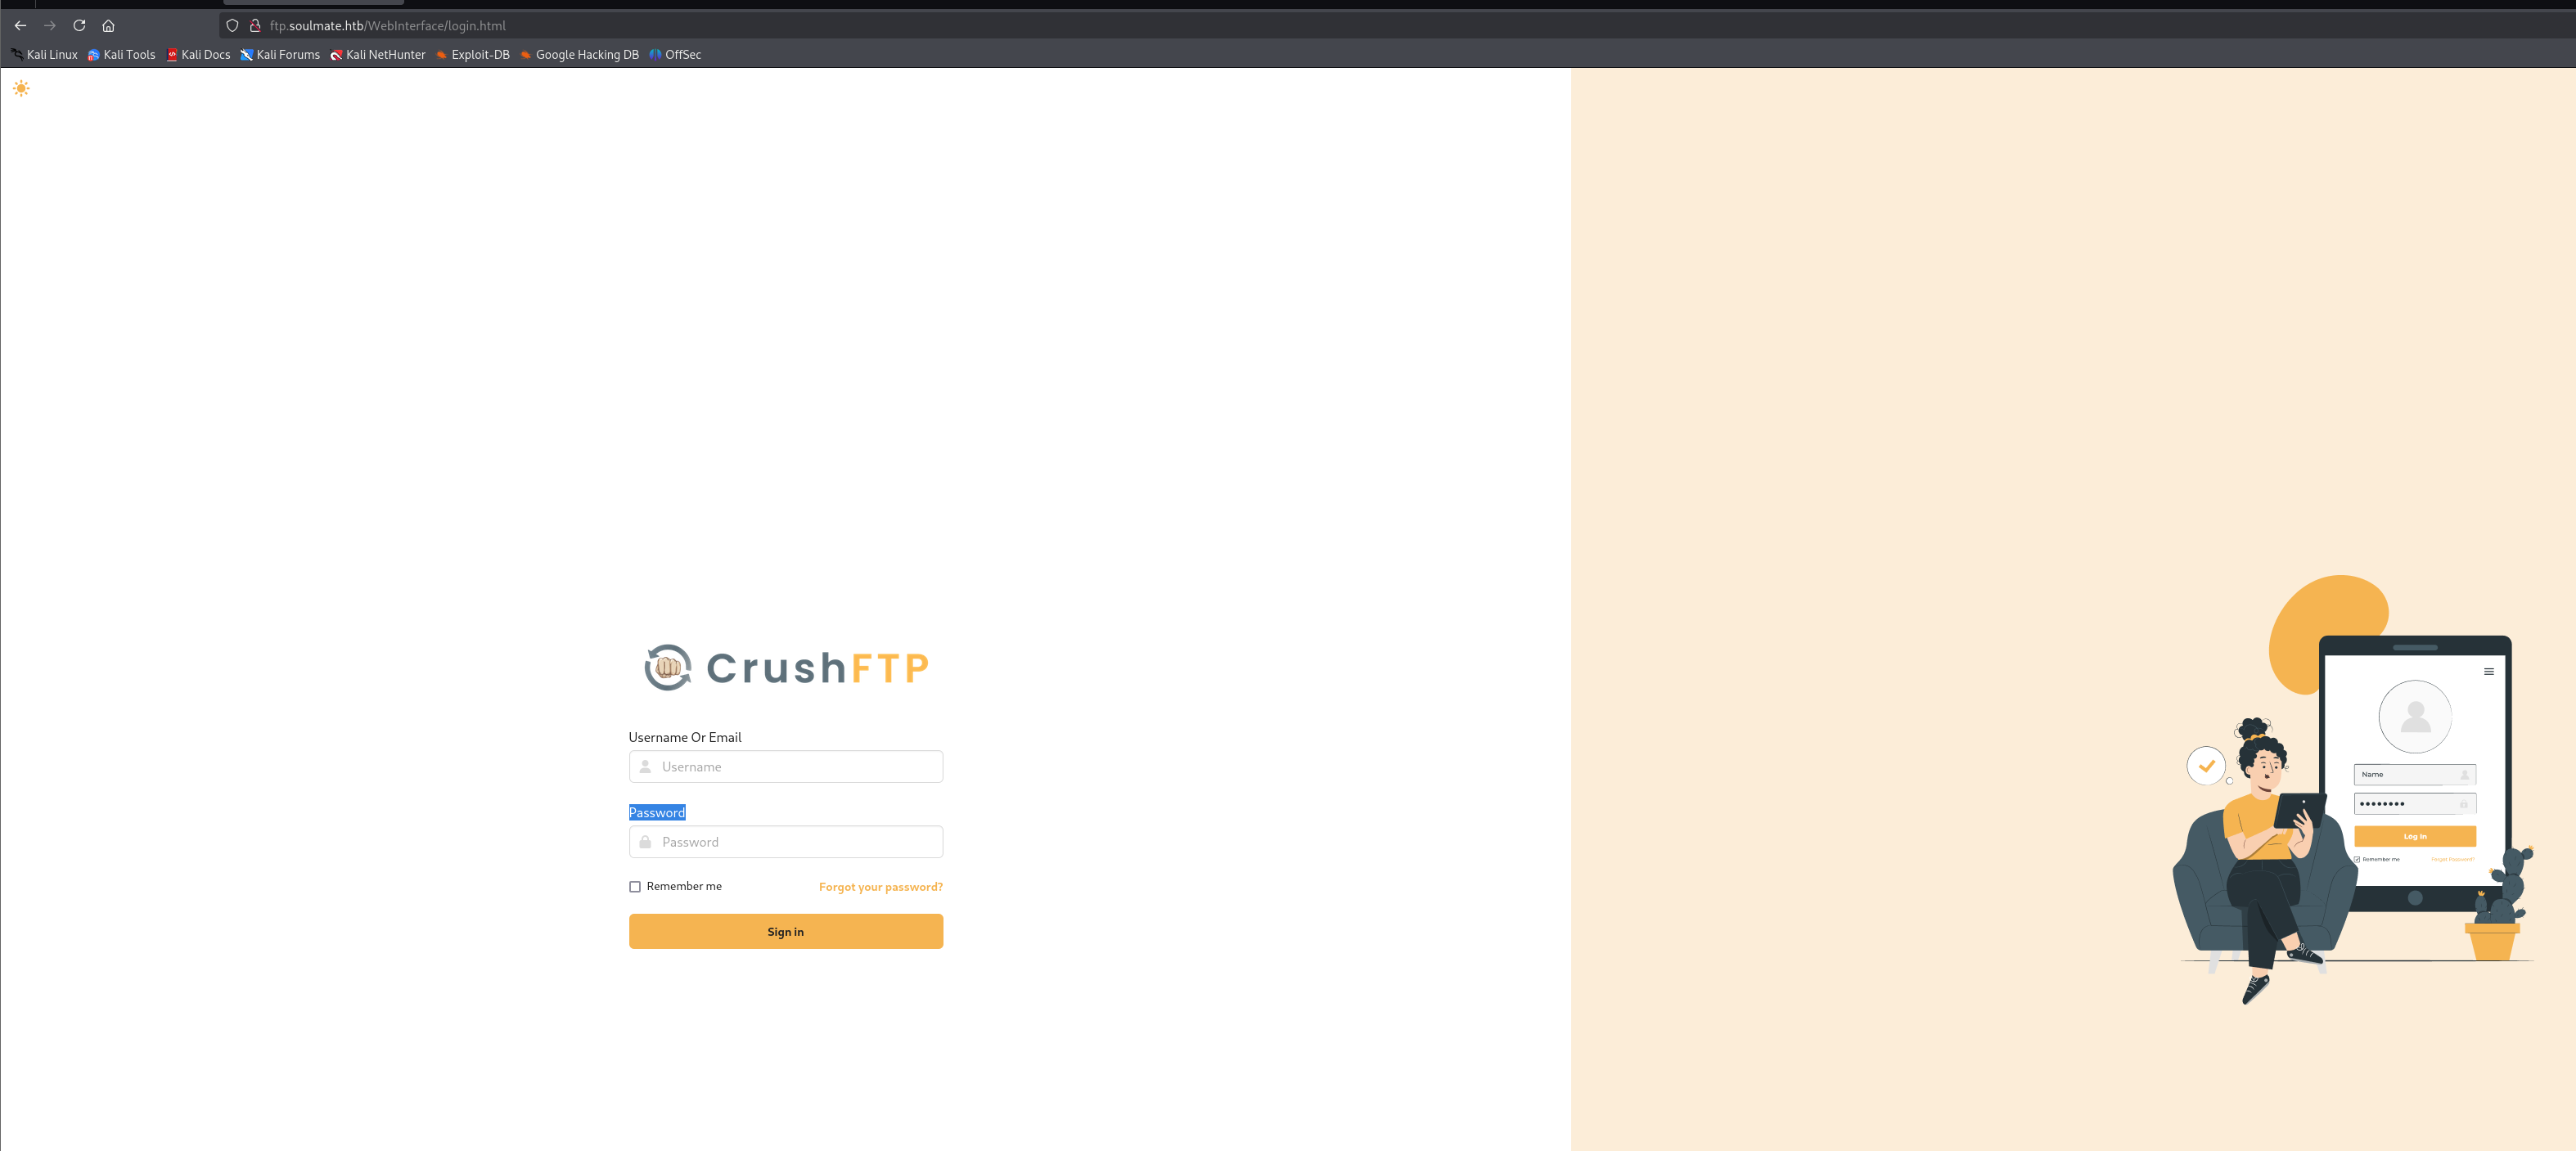 ftp.soulmate.htb/WebInterface/login.html
Kali Linux Kali Tools Kali Docs Kali Forums Kali NetHunter Exploit-DB Google Hacking DB OffSec
CrushFTP
Username Or Email
Username
Password
Password
Remember me Forgot your password?
Sign in
Name
Log In
Remember me Forgot Password?